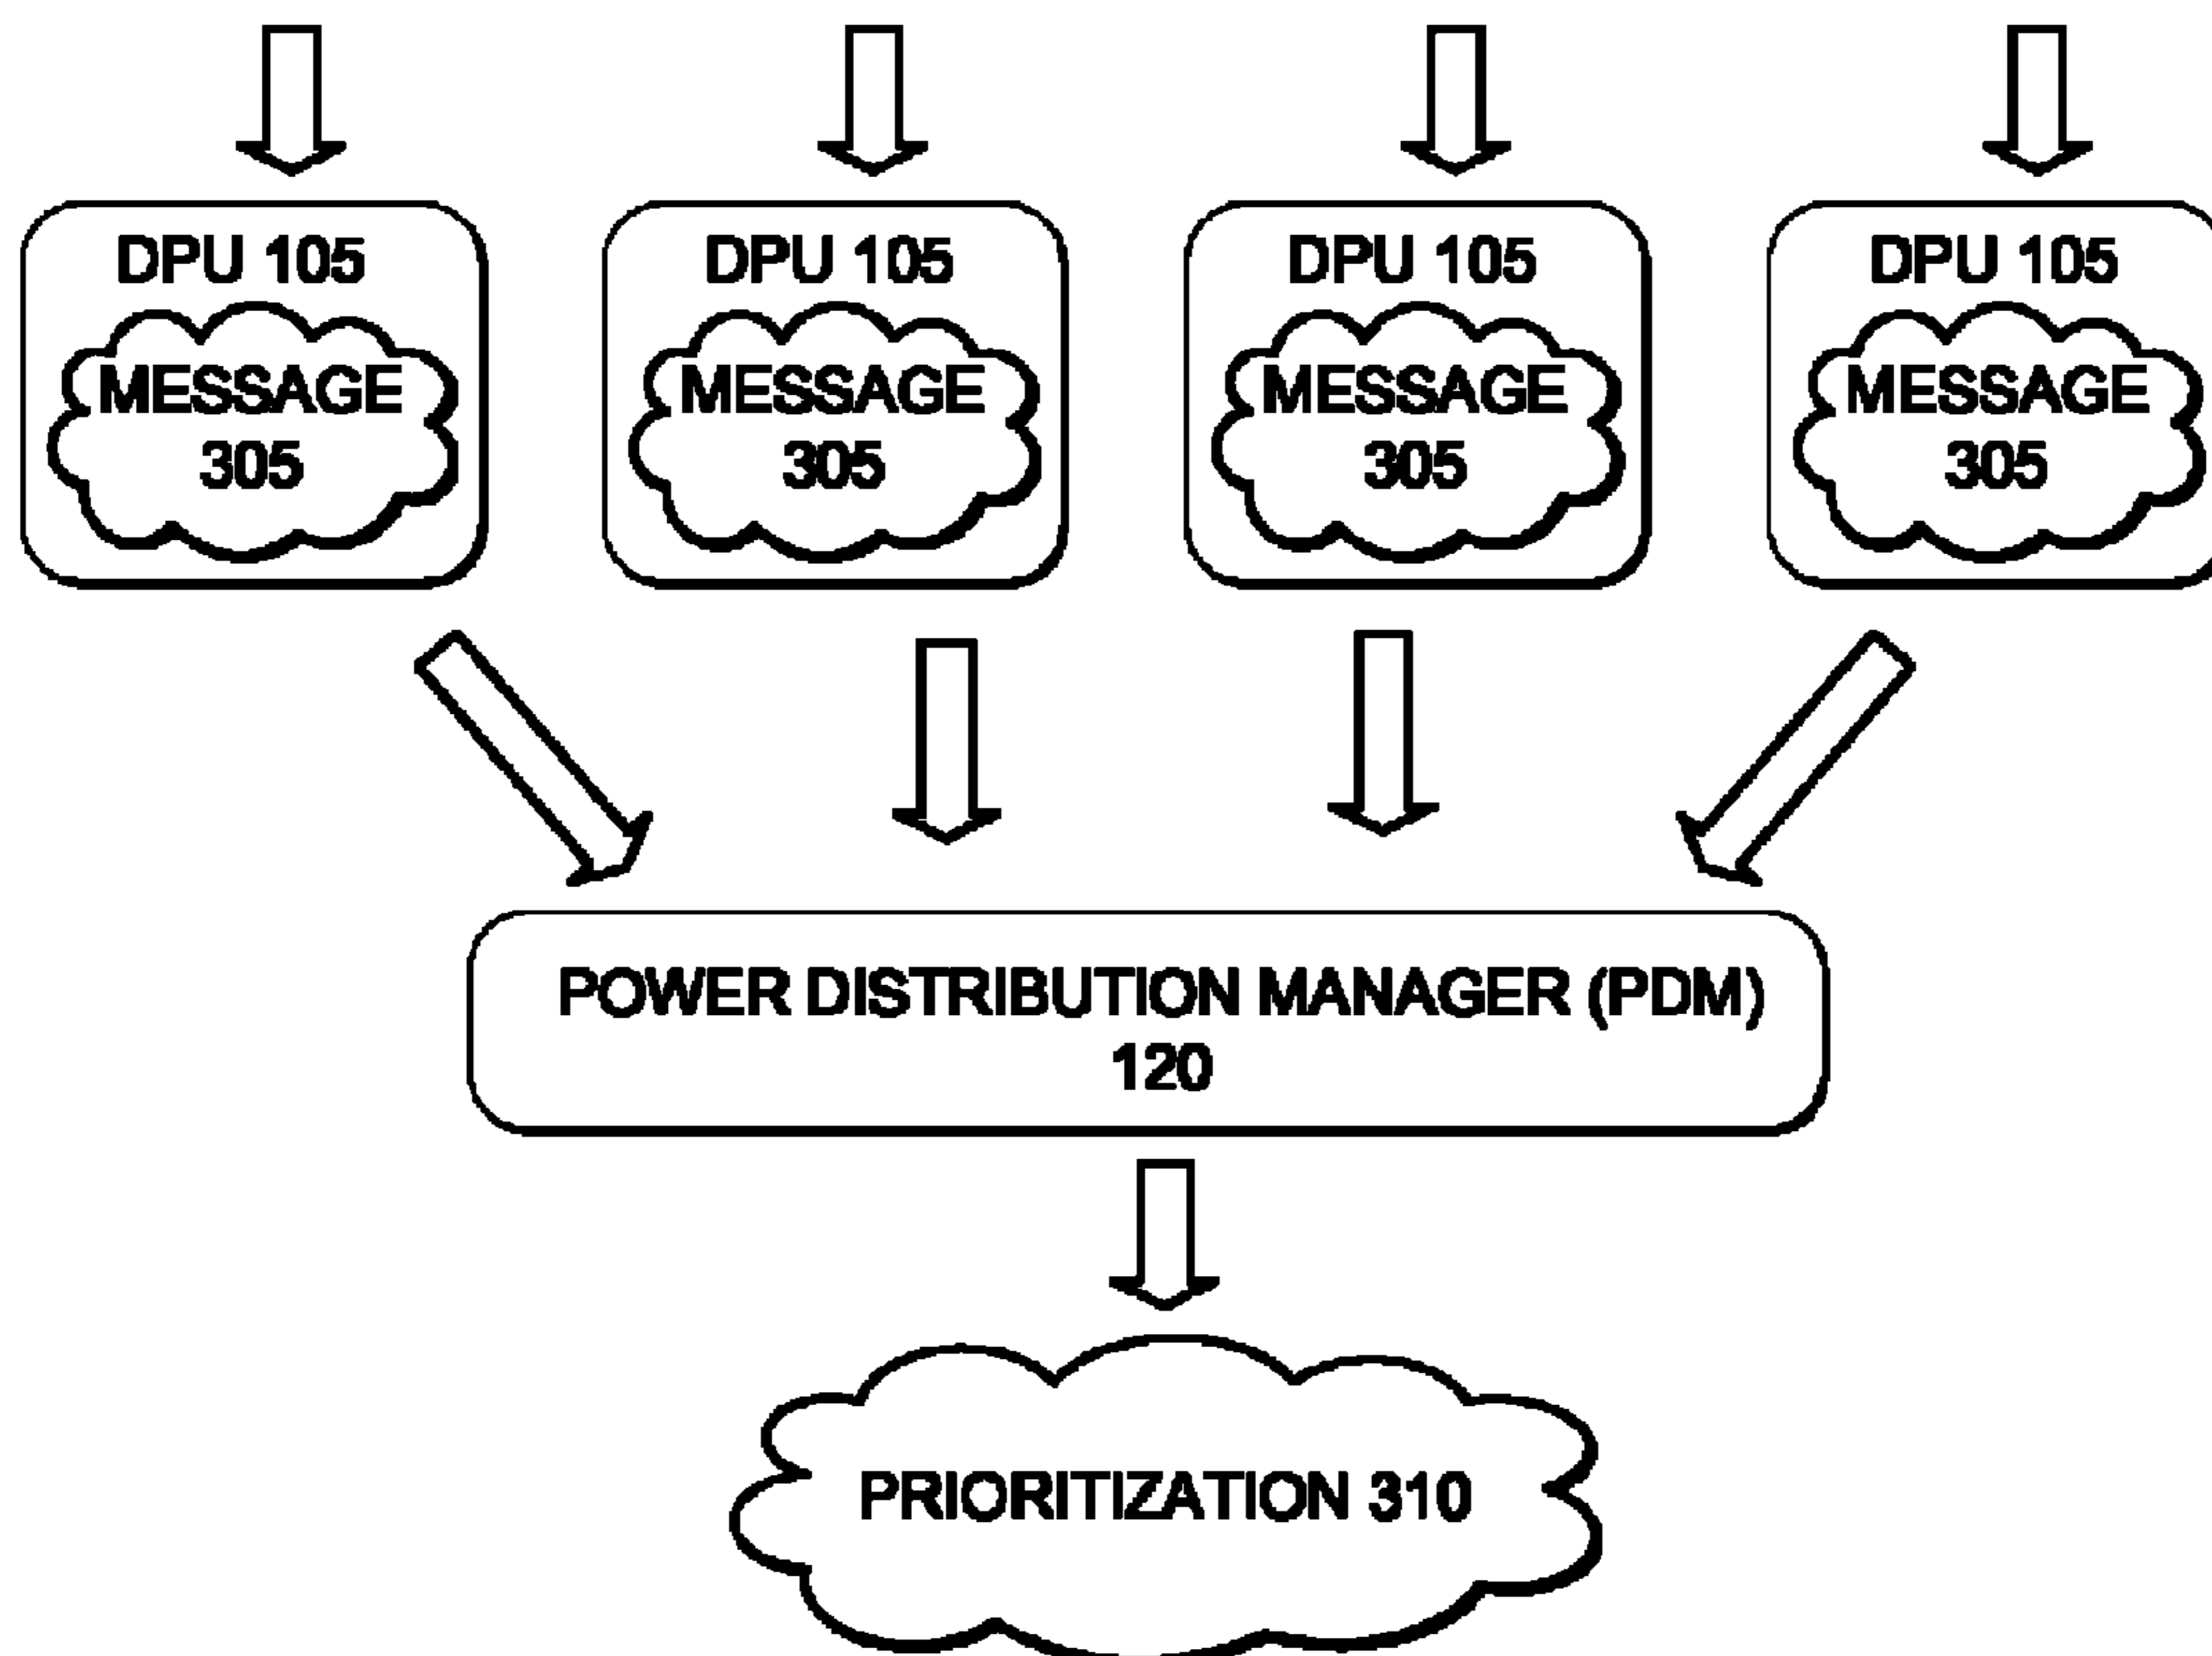 DPU 105
MESSAGE
305
DPU 105
MESSAGE
305
DPU 105
MESSAGE
305
DPU 105
MESSAGE
305
POWER DISTRIBUTION MANAGER (PDM)
120
PRIORITIZATION 310